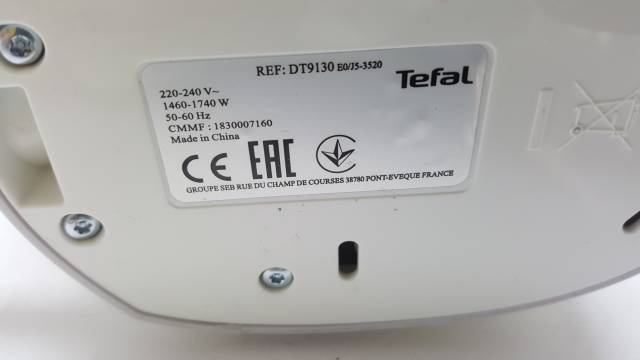 REF: DT9130 E0/J5-3520
Tefal
220-240 V~
1460-1740 W
50-60 Hz
CMMF : 1830007160
Made in China
CE EAC
GROUPE SEB RUE DU CHAMP DE COURSES 38780 PONT-EVEQUE FRANCE